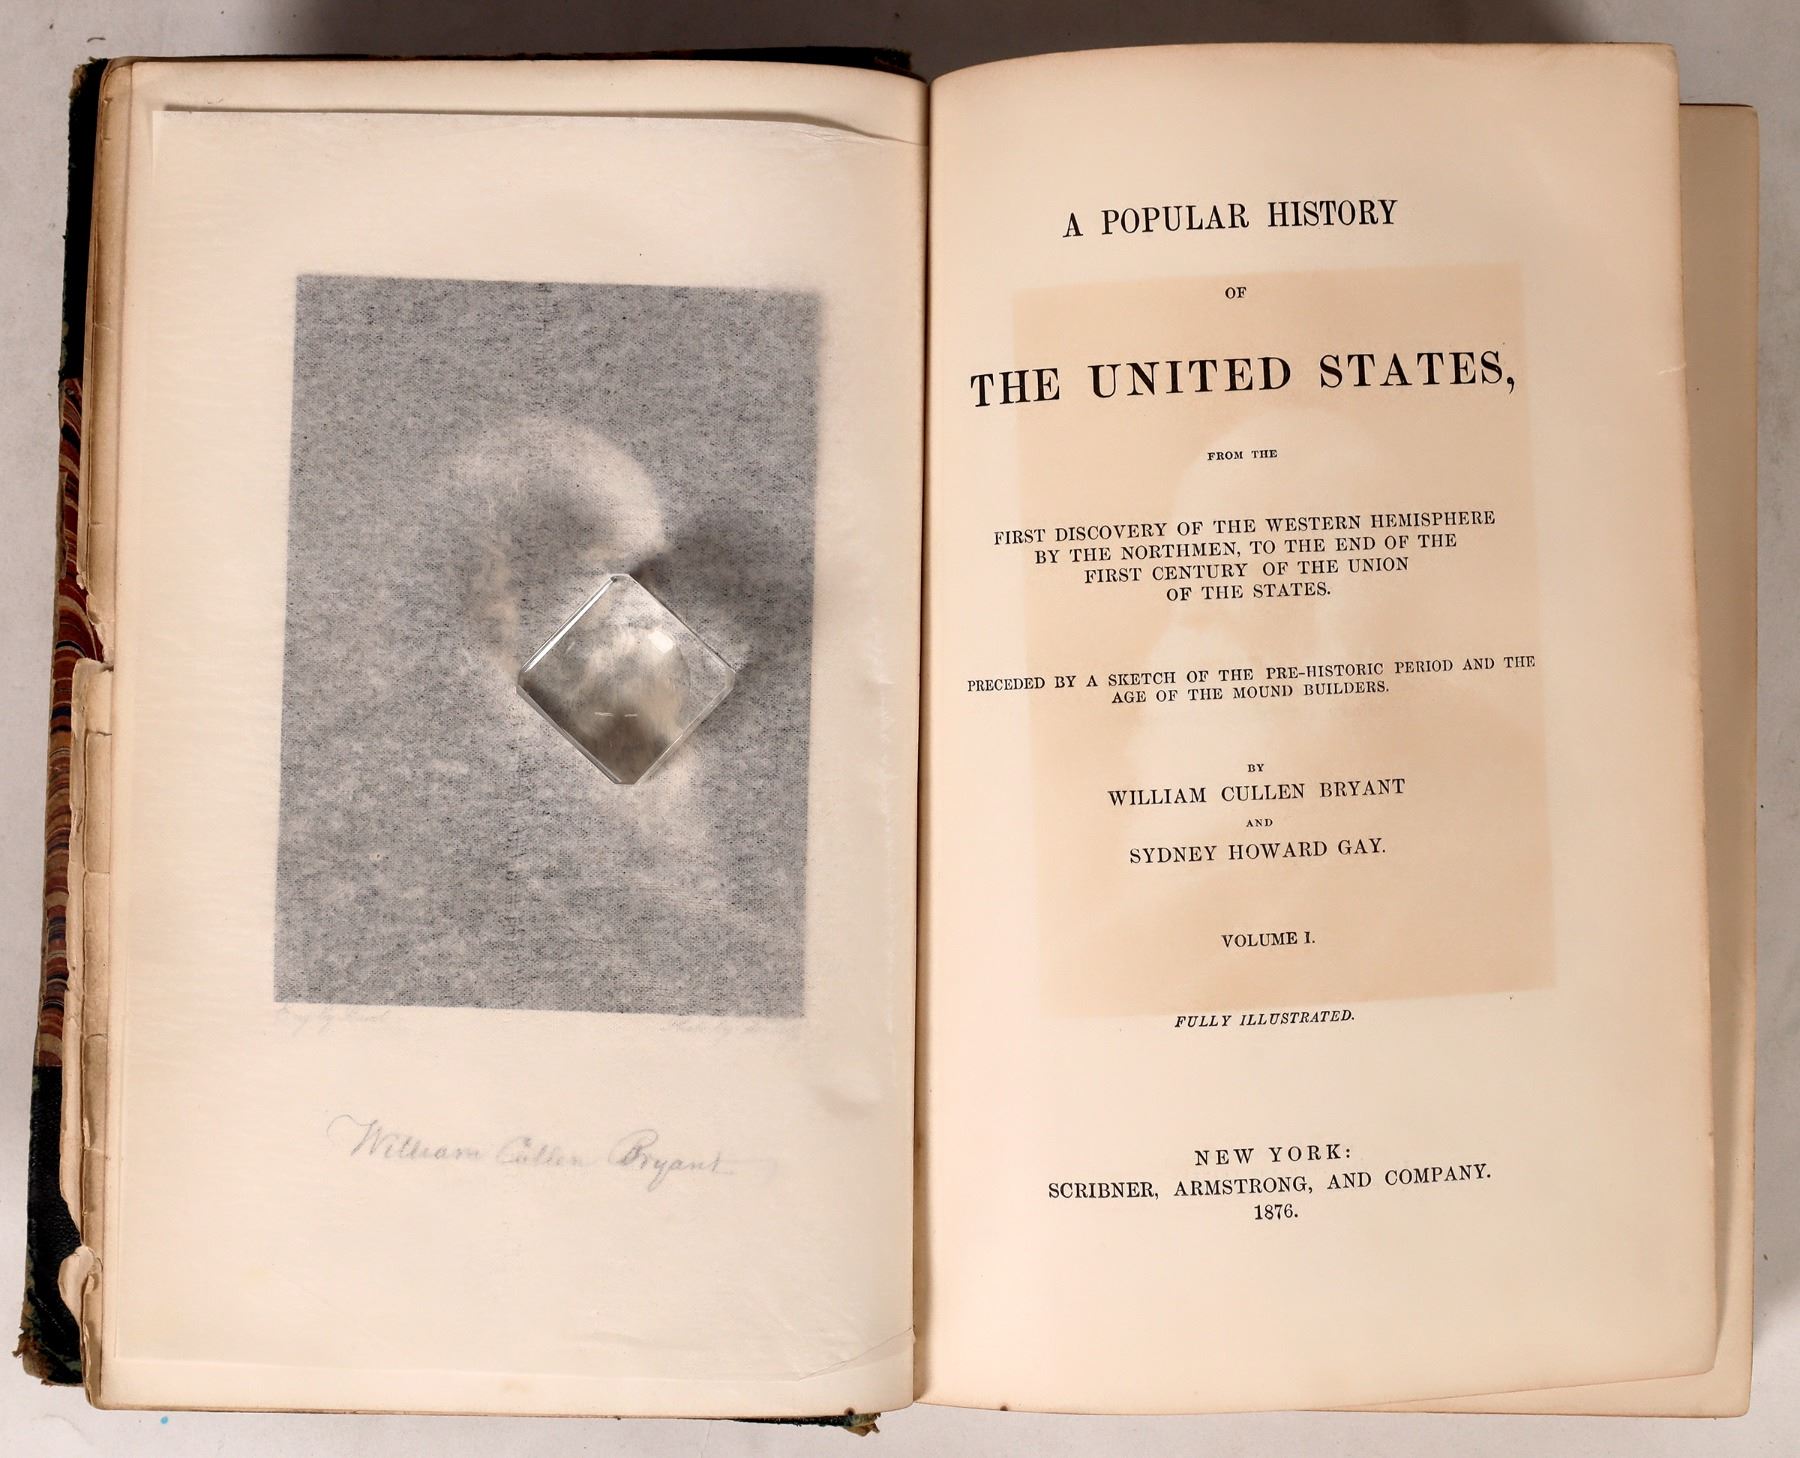 William Cullen Bryant
A POPULAR HISTORY
OF
THE UNITED STATES,
FROM THE
FIRST DISCOVERY OF THE WESTERN HEMISPHERE
BY THE NORTHMEN, TO THE END OF THE
FIRST CENTURY OF THE UNION
OF THE STATES.
PRECEDED BY A SKETCH OF THE PRE-HISTORIC PERIOD AND THE
AGE OF THE MOUND BUILDERS.
BY
WILLIAM CULLEN BRYANT
AND
SYDNEY HOWARD GAY.
VOLUME I.
FULLY ILLUSTRATED.
NEW YORK:
SCRIBNER, ARMSTRONG, AND COMPANY.
1876.